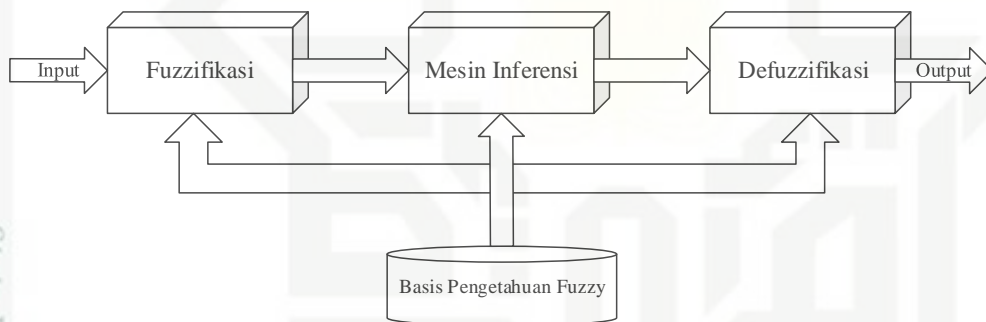 Input
Fuzzifikasi
Mesin Inferensi
Defuzzifikasi
Output
Basis Pengetahuan Fuzzy